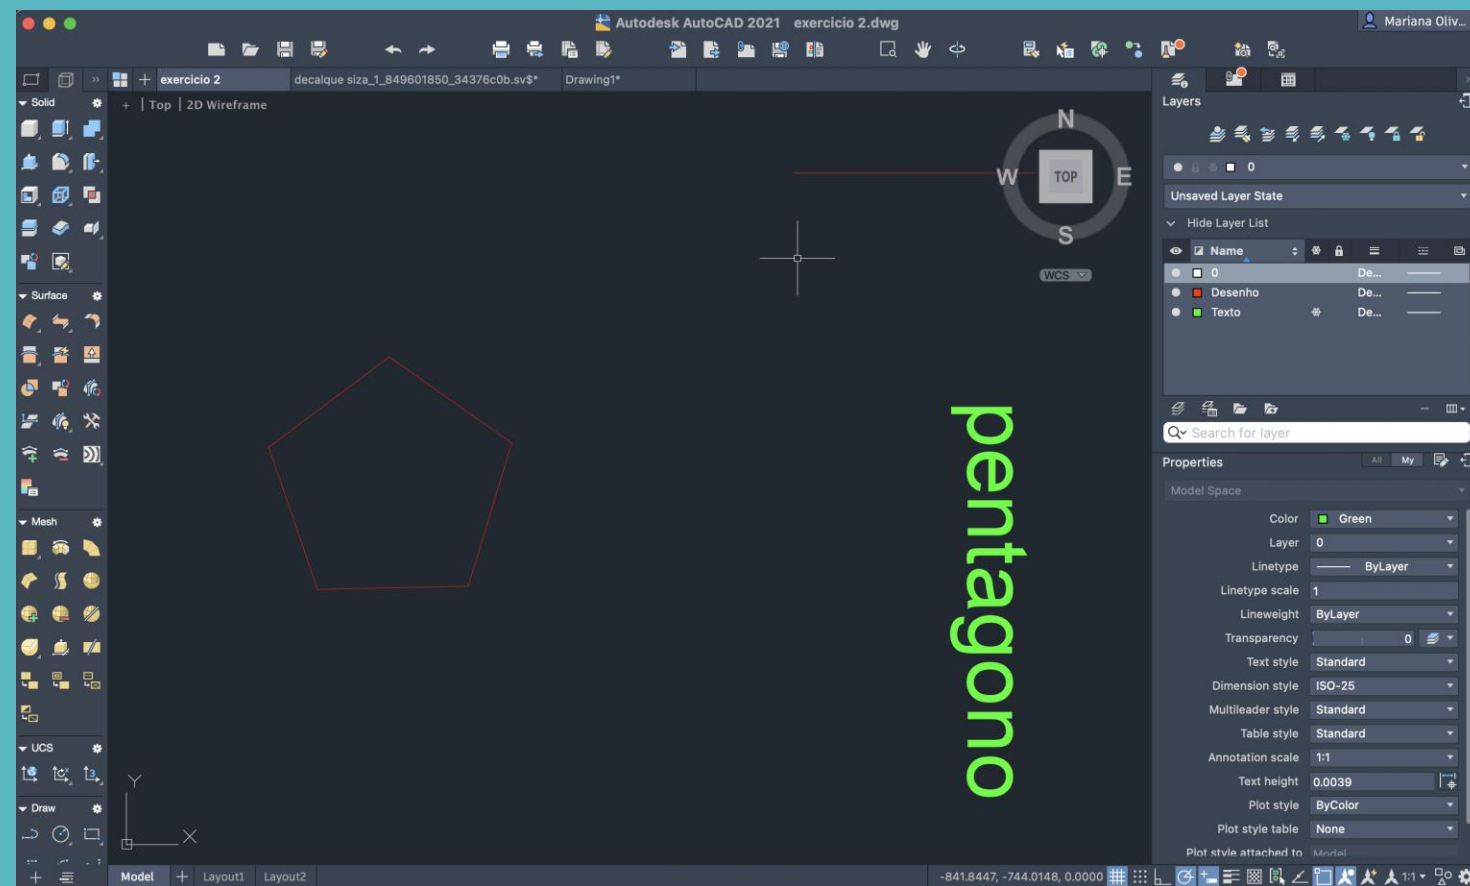 Autodesk AutoCAD 2021 exercicio 2.dwg
Mariana Oliv...
exercicio 2
decalque siza_1_849601850_34376c0b.sv$*
Drawing1*
+ | Top | 2D Wireframe
Solid
Surface
Mesh
UCS
Draw
N
W
TOP
E
S
WCS
pentagono
Y
X
Layers
0
Unsaved Layer State
Hide Layer List
Name
0 De...
Desenho De...
Texto De...
Search for layer
Properties
All My
Model Space
Color Green
Layer 0
Linetype ByLayer
Linetype scale 1
Lineweight ByLayer
Transparency 0
Text style Standard
Dimension style ISO-25
Multileader style Standard
Table style Standard
Annotation scale 1:1
Text height 0.0039
Plot style ByColor
Plot style table None
Plot style attached to Model
Model + Layout1 Layout2
-841.8447, -744.0148, 0.0000
1:1